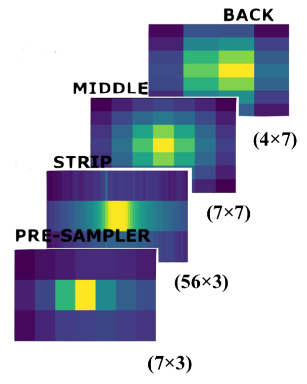 BACK
(4×7)
MIDDLE
(7×7)
STRIP
(56×3)
PRE-SAMPLER
(7×3)